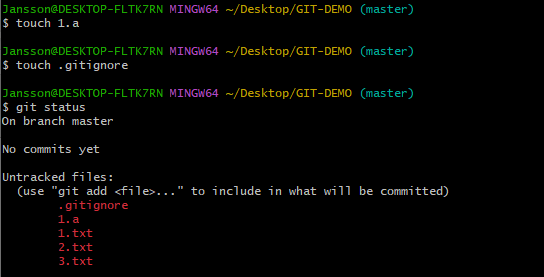 Jansson@DESKTOP-FLTK7RN MINGW64 ~/Desktop/GIT-DEMO (master)
$ touch 1.a
Jansson@DESKTOP-FLTK7RN MINGW64 ~/Desktop/GIT-DEMO (master)
$ touch .gitignore
Jansson@DESKTOP-FLTK7RN MINGW64 ~/Desktop/GIT-DEMO (master)
$ git status
On branch master
No commits yet
Untracked files:
(use "git add <file>..." to include in what will be committed)
.gitignore
1.a
1.txt
2.txt
3.txt